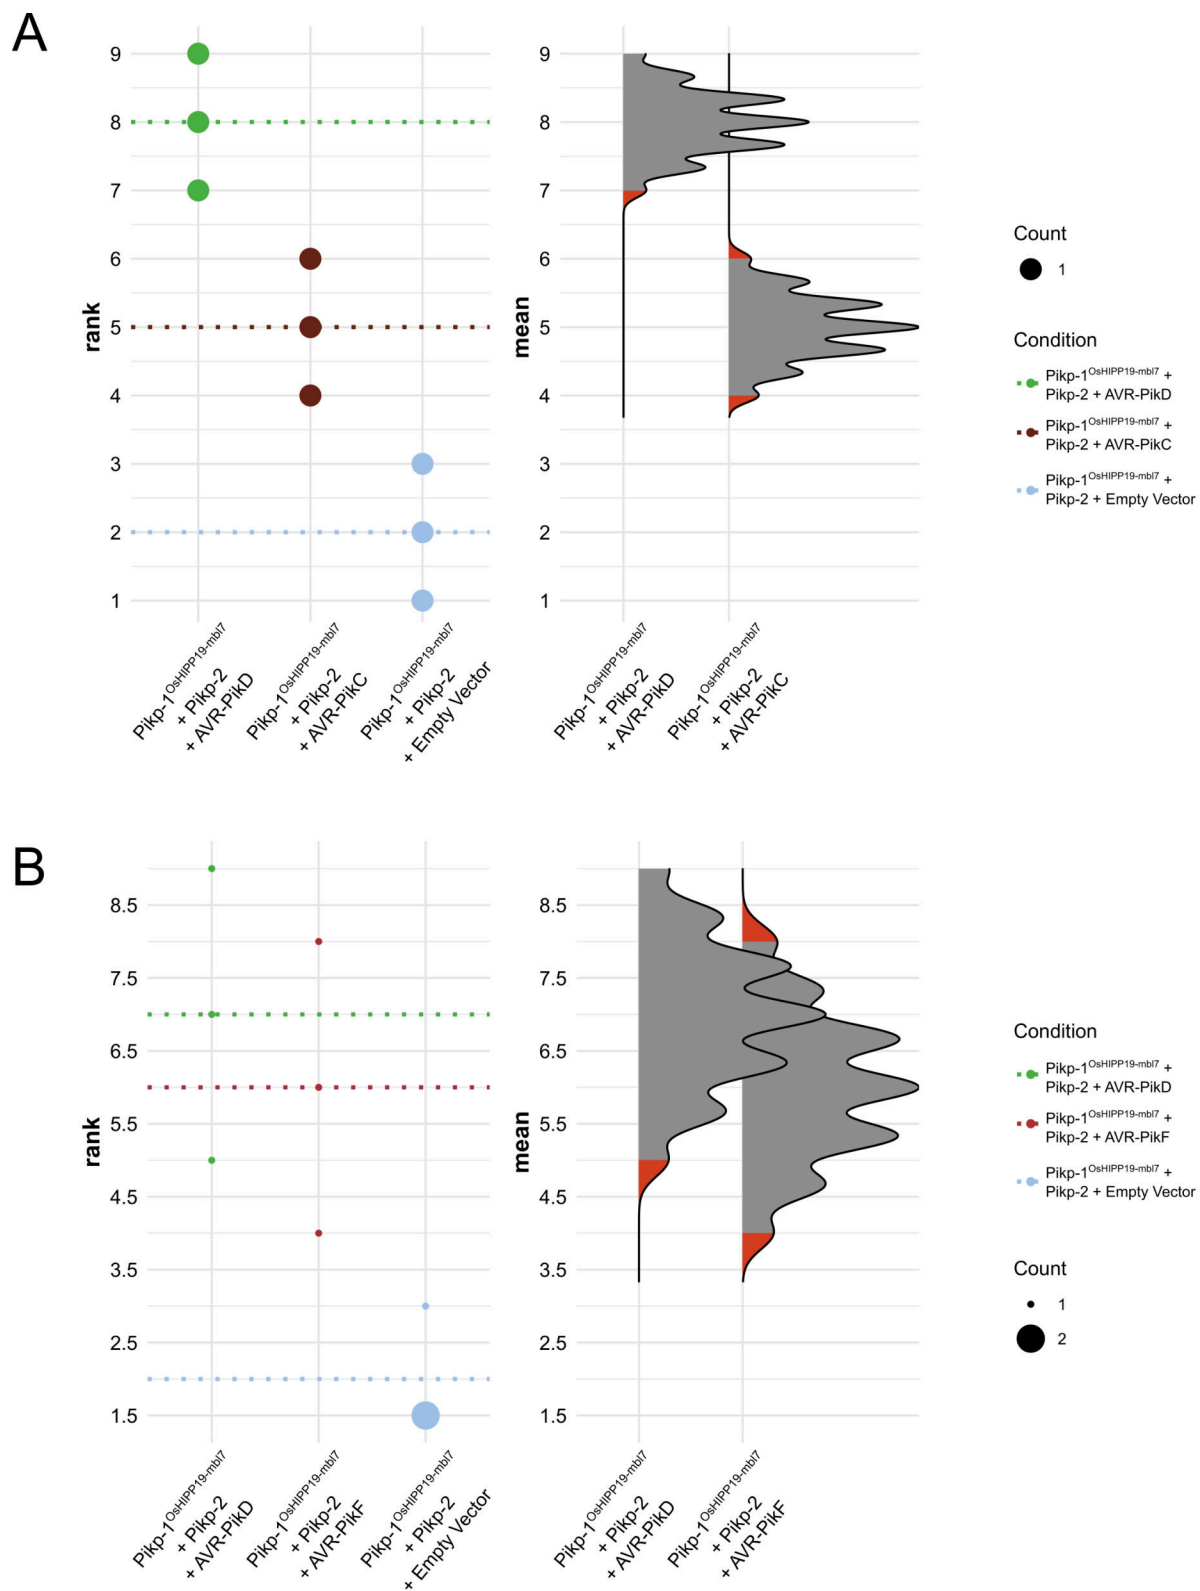 A
9
8
7
6
5
4
3
2
1
rank
Pikp-1OsHIPP19-mbl7
+ Pikp-2
+ AVR-PikD
Pikp-1OsHIPP19-mbl7
+ Pikp-2
+ AVR-PikC
Pikp-1OsHIPP19-mbl7
+ Pikp-2
+ Empty Vector
9
8
7
6
5
4
3
2
1
mean
Pikp-1OsHIPP19-mbl7
+ Pikp-2
+ AVR-PikD
Pikp-1OsHIPP19-mbl7
+ Pikp-2
+ AVR-PikC
Count
1
Condition
Pikp-1OsHIPP19-mbl7 +
Pikp-2 + AVR-PikD
Pikp-1OsHIPP19-mbl7 +
Pikp-2 + AVR-PikC
Pikp-1OsHIPP19-mbl7 +
Pikp-2 + Empty Vector
B
8.5
7.5
6.5
5.5
4.5
3.5
2.5
1.5
rank
Pikp-1OsHIPP19-mbl7
+ Pikp-2
+ AVR-PikD
Pikp-1OsHIPP19-mbl7
+ Pikp-2
+ AVR-PikF
Pikp-1OsHIPP19-mbl7
+ Pikp-2
+ Empty Vector
8.5
7.5
6.5
5.5
4.5
3.5
2.5
1.5
mean
Pikp-1OsHIPP19-mbl7
+ Pikp-2
+ AVR-PikD
Pikp-1OsHIPP19-mbl7
+ Pikp-2
+ AVR-PikF
Condition
Pikp-1OsHIPP19-mbl7 +
Pikp-2 + AVR-PikD
Pikp-1OsHIPP19-mbl7 +
Pikp-2 + AVR-PikF
Pikp-1OsHIPP19-mbl7 +
Pikp-2 + Empty Vector
Count
1
2